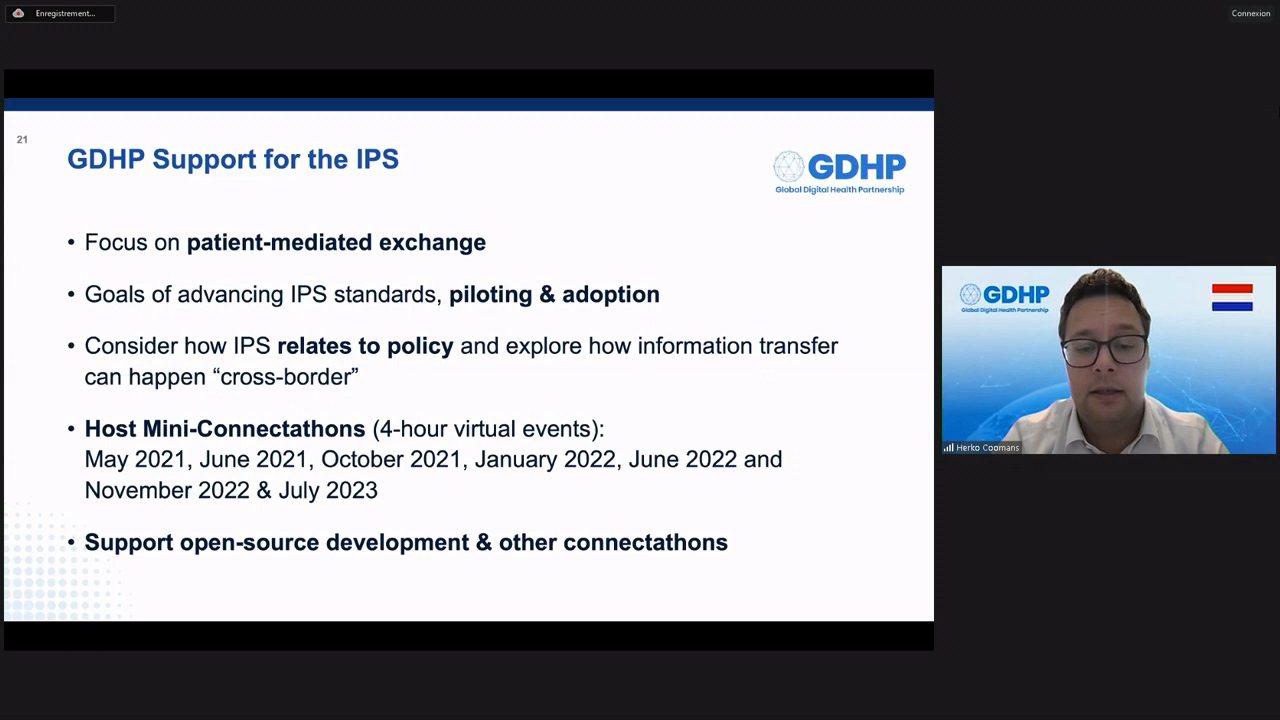 Enregistrement...
Connexion
21
GDHP Support for the IPS
GDHP
Global Digital Health Partnership
• Focus on patient-mediated exchange
• Goals of advancing IPS standards, piloting & adoption
• Consider how IPS relates to policy and explore how information transfer
can happen “cross-border”
• Host Mini-Connectathons (4-hour virtual events):
May 2021, June 2021, October 2021, January 2022, June 2022 and
November 2022 & July 2023
• Support open-source development & other connectathons
GDHP
Global Digital Health Partnership
Herko Coomans